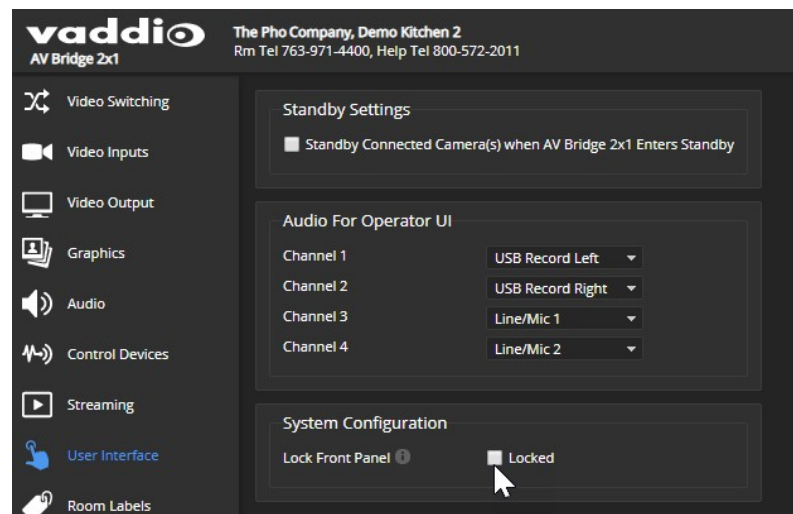 vaddio
AV Bridge 2x1
The Pho Company, Demo Kitchen 2
Rm Tel 763-971-4400, Help Tel 800-572-2011
Video Switching
Video Inputs
Video Output
Graphics
Audio
Control Devices
Streaming
User Interface
Room Labels
Standby Settings
Standby Connected Camera(s) when AV Bridge 2x1 Enters Standby
Audio For Operator UI
Channel 1 USB Record Left
Channel 2 USB Record Right
Channel 3 Line/Mic 1
Channel 4 Line/Mic 2
System Configuration
Lock Front Panel Locked